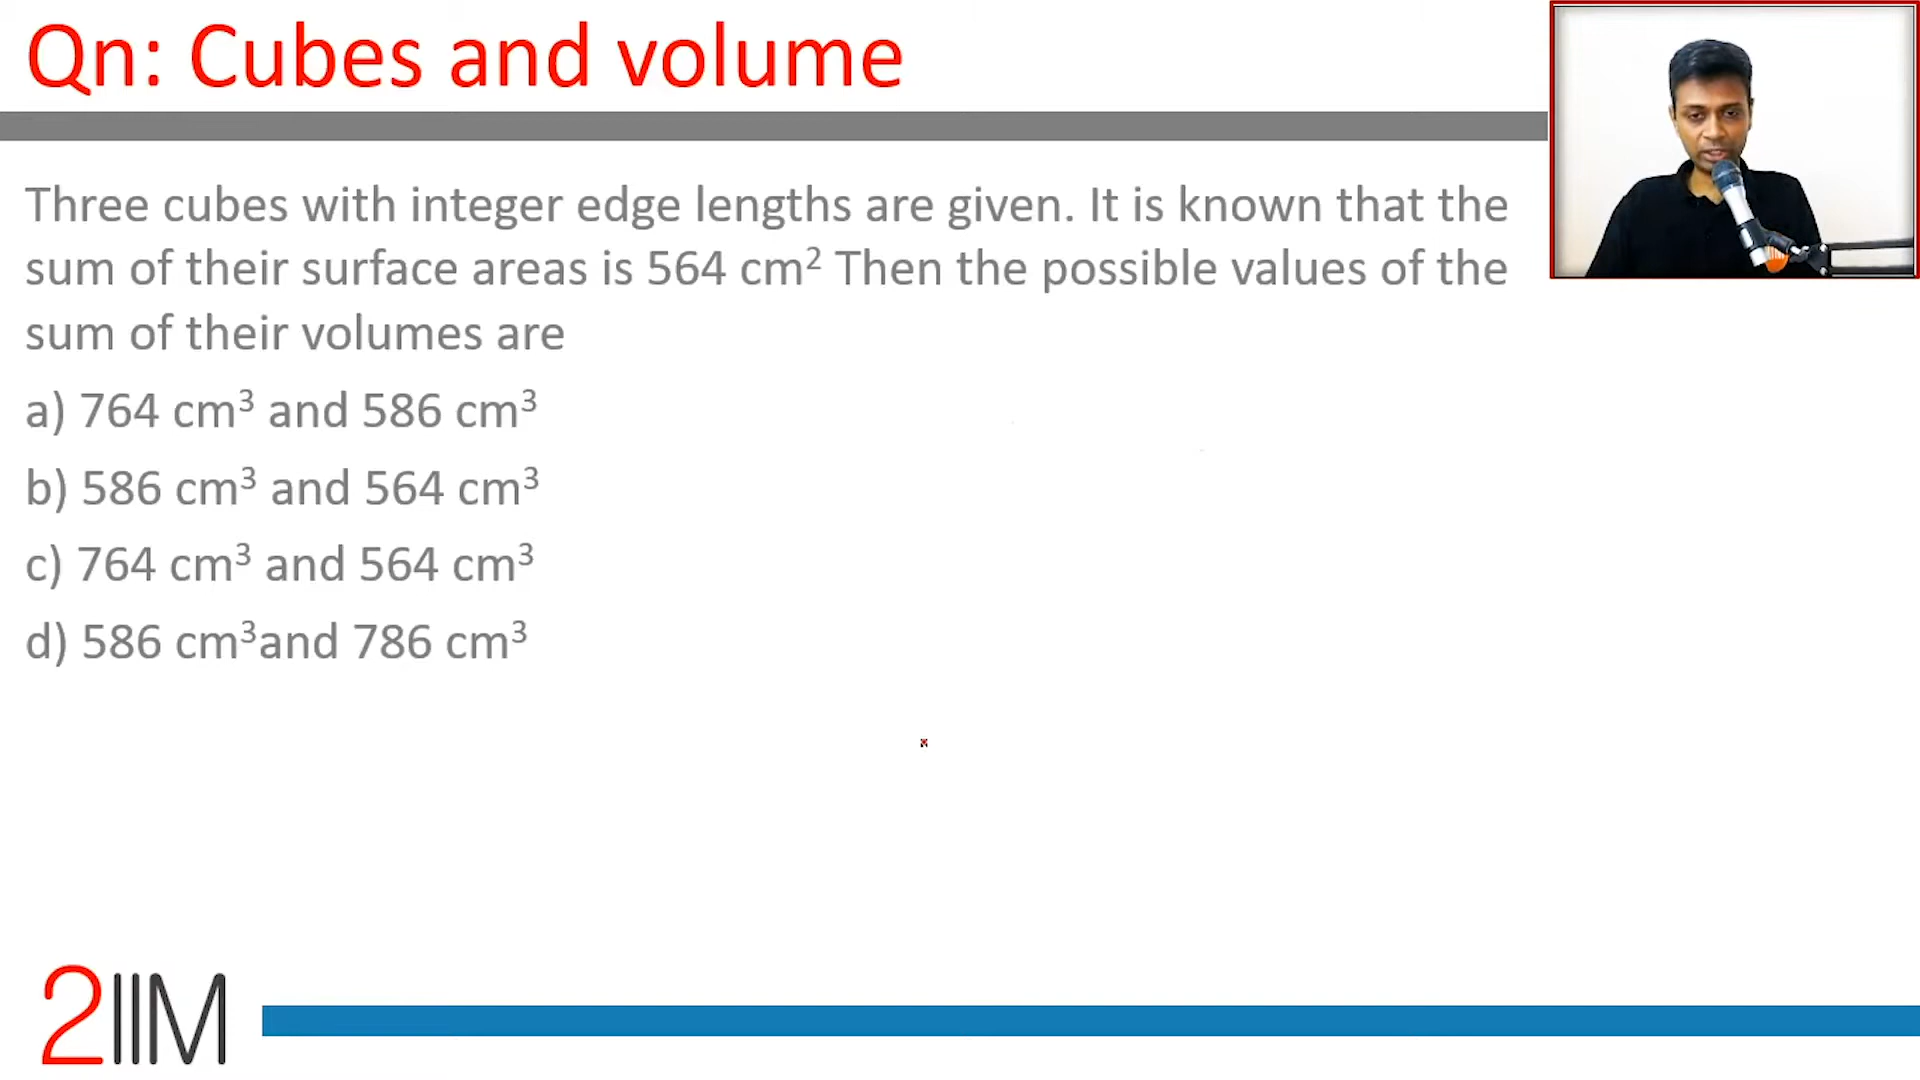 Qn: Cubes and volume
Three cubes with integer edge lengths are given. It is known that the
sum of their surface areas is 564 cm² Then the possible values of the
sum of their volumes are
a) 764 cm³ and 586 cm³
b) 586 cm³ and 564 cm³
c) 764 cm³ and 564 cm³
d) 586 cm³and 786 cm³
2IIM